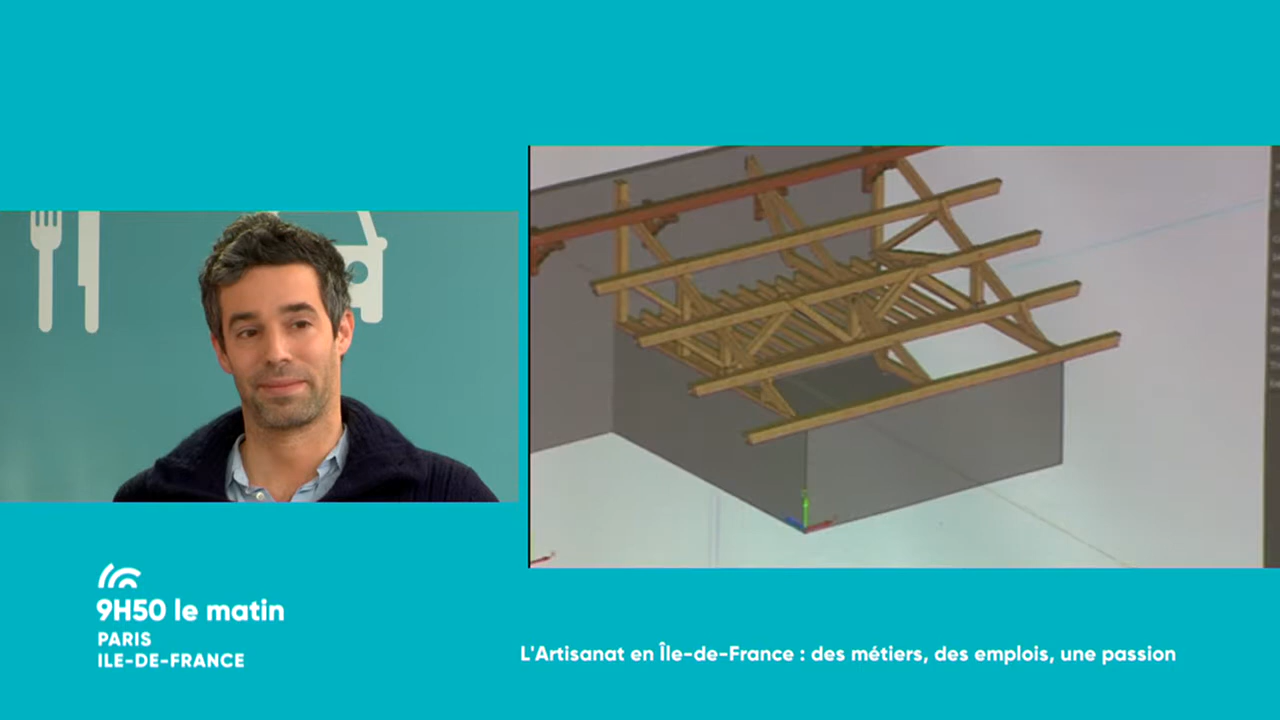 9H50 le matin
PARIS
ILE-DE-FRANCE
L'Artisanat en Île-de-France : des métiers, des emplois, une passion